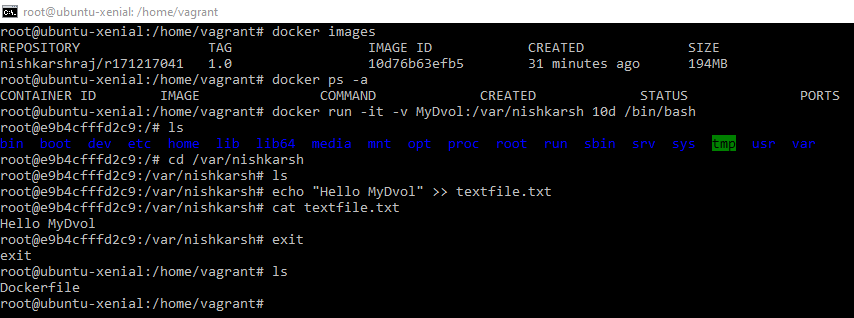 root@ubuntu-xenial: /home/vagrant
root@ubuntu-xenial:/home/vagrant# docker images
REPOSITORY TAG IMAGE ID CREATED SIZE
nishkarshraj/r171217041 1.0 10d76b63efb5 31 minutes ago 194MB
root@ubuntu-xenial:/home/vagrant# docker ps -a
CONTAINER ID IMAGE COMMAND CREATED STATUS PORTS
root@ubuntu-xenial:/home/vagrant# docker run -it -v MyDvol:/var/nishkarsh 10d /bin/bash
root@e9b4cfffd2c9:/# ls
bin boot dev etc home lib lib64 media mnt opt proc root run sbin srv sys tmp usr var
root@e9b4cfffd2c9:/# cd /var/nishkarsh
root@e9b4cfffd2c9:/var/nishkarsh# ls
root@e9b4cfffd2c9:/var/nishkarsh# echo "Hello MyDvol" >> textfile.txt
root@e9b4cfffd2c9:/var/nishkarsh# cat textfile.txt
Hello MyDvol
root@e9b4cfffd2c9:/var/nishkarsh# exit
exit
root@ubuntu-xenial:/home/vagrant# ls
Dockerfile
root@ubuntu-xenial:/home/vagrant#